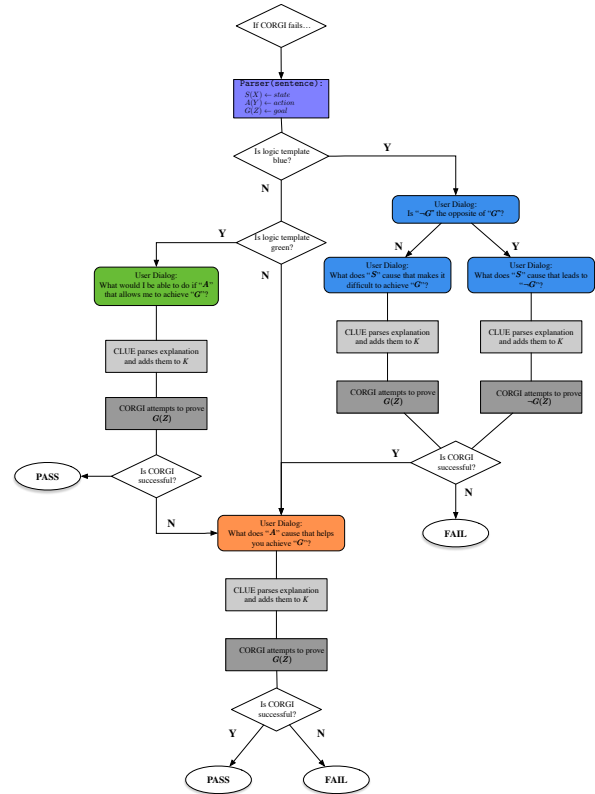 If CORGI fails…
Parser(sentence):
S(X) ← state
A(Y) ← action
G(Z) ← goal
Is logic template
blue?
Y
N
User Dialog:
Is “¬G” the opposite of “G”?
Is logic template
green?
Y
N
N
Y
User Dialog:
What would I be able to do if “A”
that allows me to achieve “G”?
User Dialog:
What does “S” cause that makes it
difficult to achieve “G”?
User Dialog:
What does “S” cause that leads to
“¬G”?
CLUE parses explanation
and adds them to K
CLUE parses explanation
and adds them to K
CLUE parses explanation
and adds them to K
CORGI attempts to prove
G(Z)
CORGI attempts to prove
G(Z)
CORGI attempts to prove
¬G(Z)
PASS
Is CORGI
successful?
N
Y
Is CORGI
successful?
N
FAIL
User Dialog:
What does “A” cause that helps
you achieve “G”?
CLUE parses explanation
and adds them to K
CORGI attempts to prove
G(Z)
Is CORGI
successful?
Y
N
PASS
FAIL